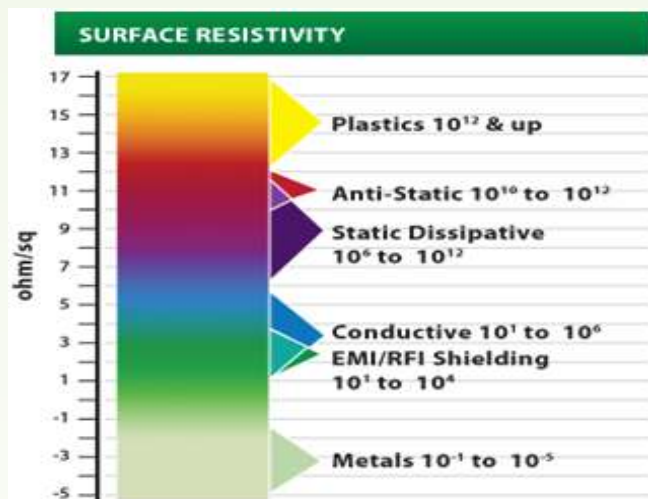 SURFACE RESISTIVITY
17
15
Plastics 10¹² & up
13
11
Anti-Static 10¹⁰ to 10¹²
9
Static Dissipative
10⁶ to 10¹²
7
ohm/sq
5
Conductive 10¹ to 10⁶
3
EMI/RFI Shielding
10¹ to 10⁴
1
-1
-3
Metals 10⁻¹ to 10⁻⁵
-5